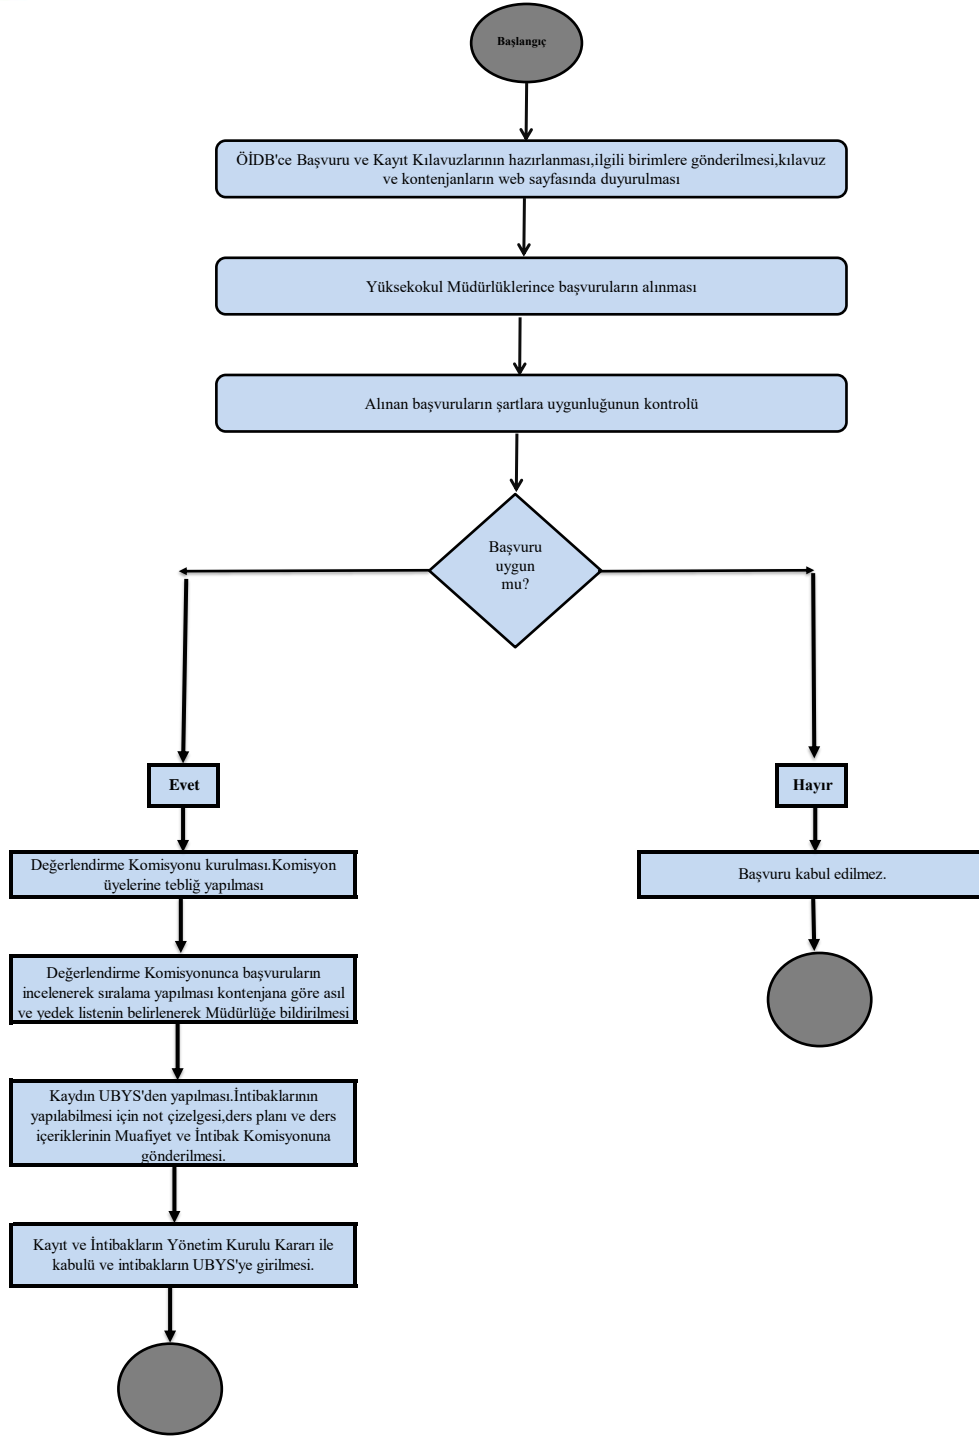 Başlangıç
ÖİDB'ce Başvuru ve Kayıt Kılavuzlarının hazırlanması,ilgili birimlere gönderilmesi,kılavuz
ve kontenjanların web sayfasında duyurulması
Yüksekokul Müdürlüklerince başvuruların alınması
Alınan başvuruların şartlara uygunluğunun kontrolü
Başvuru
uygun
mu?
Evet
Hayır
Değerlendirme Komisyonu kurulması.Komisyon
üyelerine tebliğ yapılması
Başvuru kabul edilmez.
Değerlendirme Komisyonunca başvuruların
incelenerek sıralama yapılması kontenjana göre asıl
ve yedek listenin belirlenerek Müdürlüğe bildirilmesi
Kaydın UBYS'den yapılması.İntibaklarının
yapılabilmesi için not çizelgesi,ders planı ve ders
içeriklerinin Muafiyet ve İntibak Komisyonuna
gönderilmesi.
Kayıt ve İntibakların Yönetim Kurulu Kararı ile
kabulü ve intibakların UBYS'ye girilmesi.